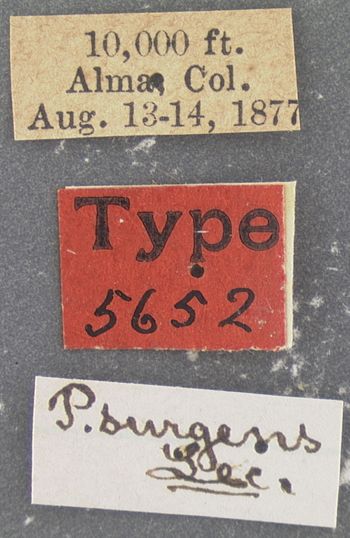 10,000 ft.
Alma, Col.
Aug. 13-14, 1877
Type
5652
P. surgens
Lec.